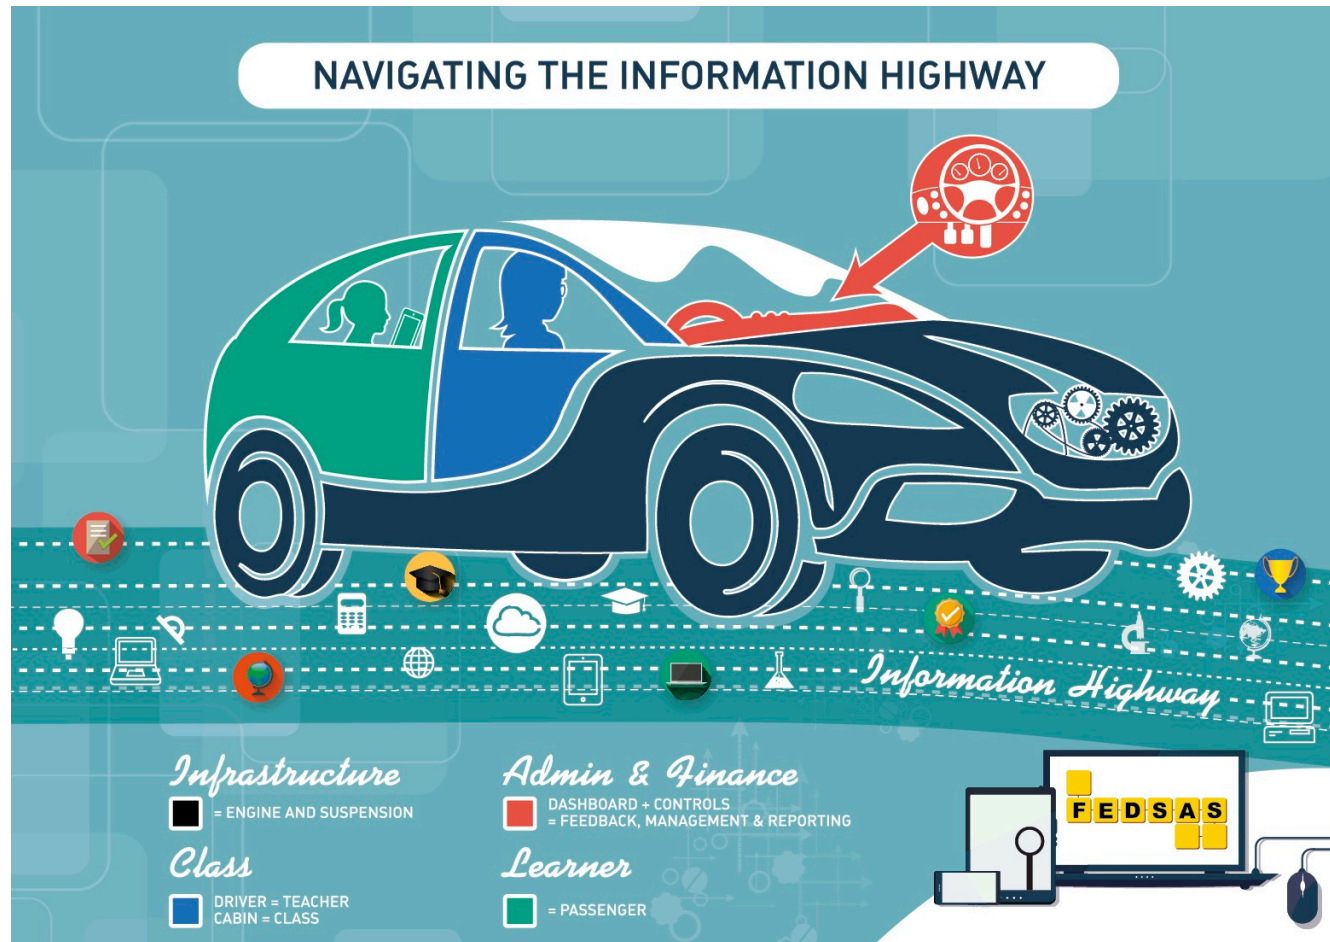 NAVIGATING THE INFORMATION HIGHWAY
Information Highway
Infrastructure
= ENGINE AND SUSPENSION
Admin & Finance
DASHBOARD + CONTROLS
= FEEDBACK, MANAGEMENT & REPORTING
Class
DRIVER = TEACHER
CABIN = CLASS
Learner
= PASSENGER
FEDSAS